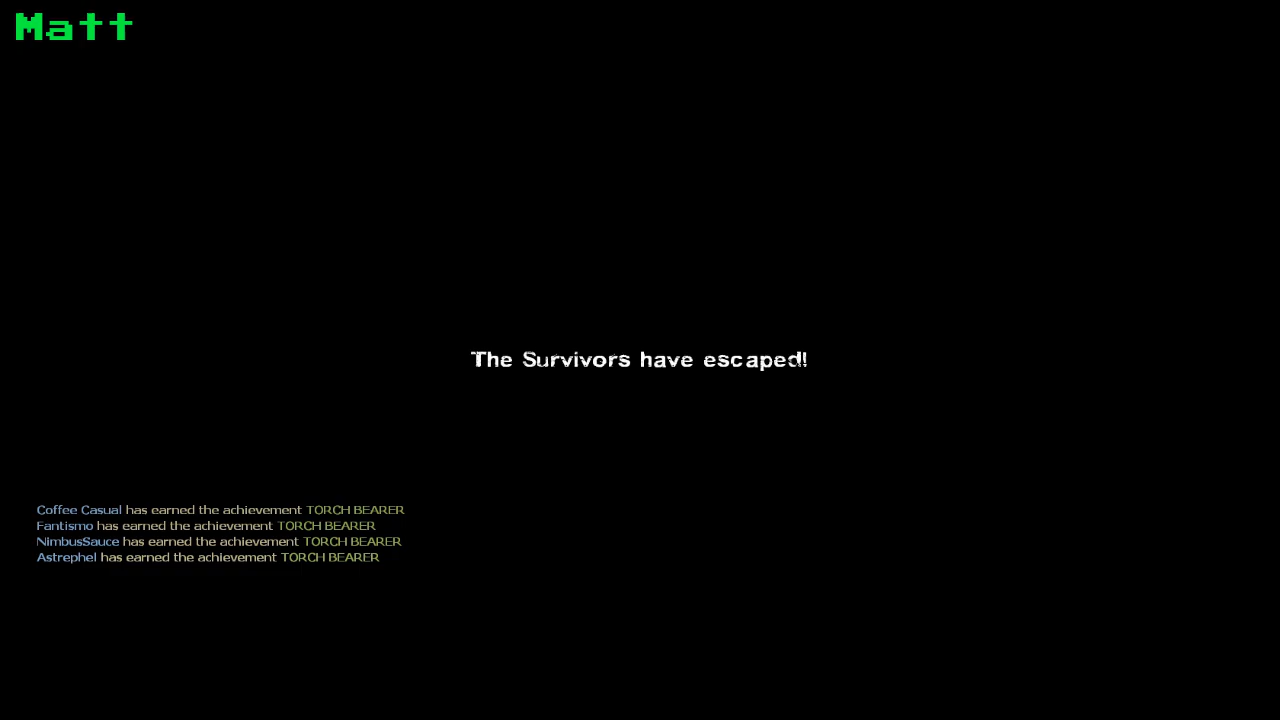 Matt
The Survivors have escaped!
Coffee Casual has earned the achievement TORCH BEARER
Fantismo has earned the achievement TORCH BEARER
NimbusSauce has earned the achievement TORCH BEARER
Astrephel has earned the achievement TORCH BEARER